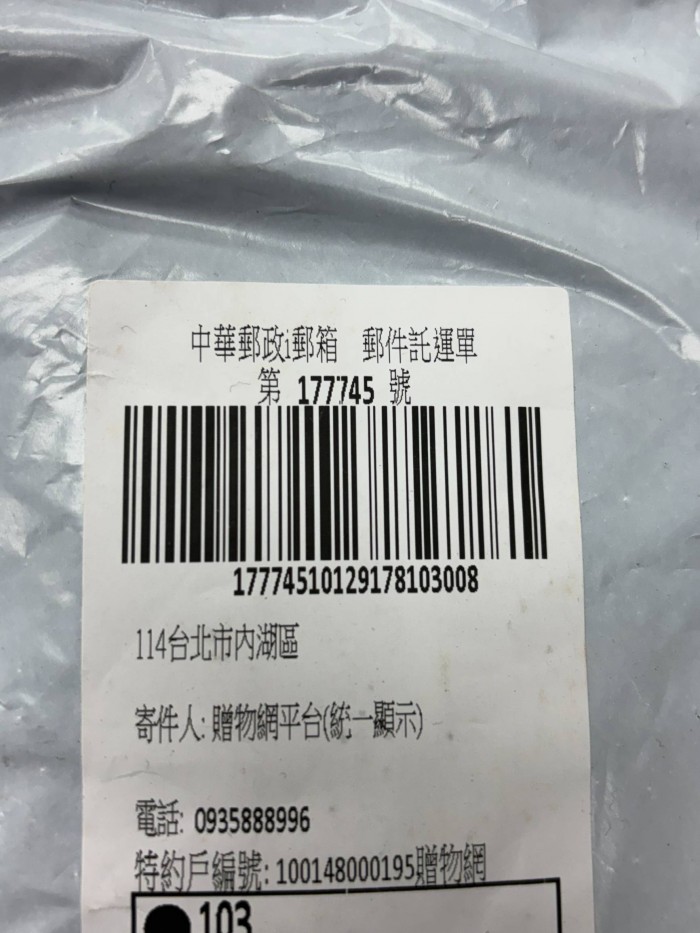 中華郵政i郵箱 郵件託運單
第 177745 號
17774510129178103008
114台北市內湖區
寄件人: 贈物網平台(統一顯示)
電話: 0935888996
特約戶編號: 100148000195贈物網
103